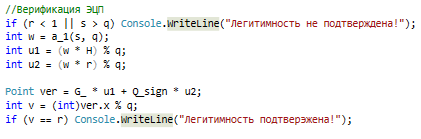 //Верификация ЭЦП
if (r < 1 || s > q) Console.WriteLine("Легитимность не подтверждена!");
int w = a_1(s, q);
int u1 = (w * H) % q;
int u2 = (w * r) % q;
Point ver = G_ * u1 + Q_sign * u2;
int v = (int)ver.x % q;
if (v == r) Console.WriteLine("Легитимность подтверэжена!");